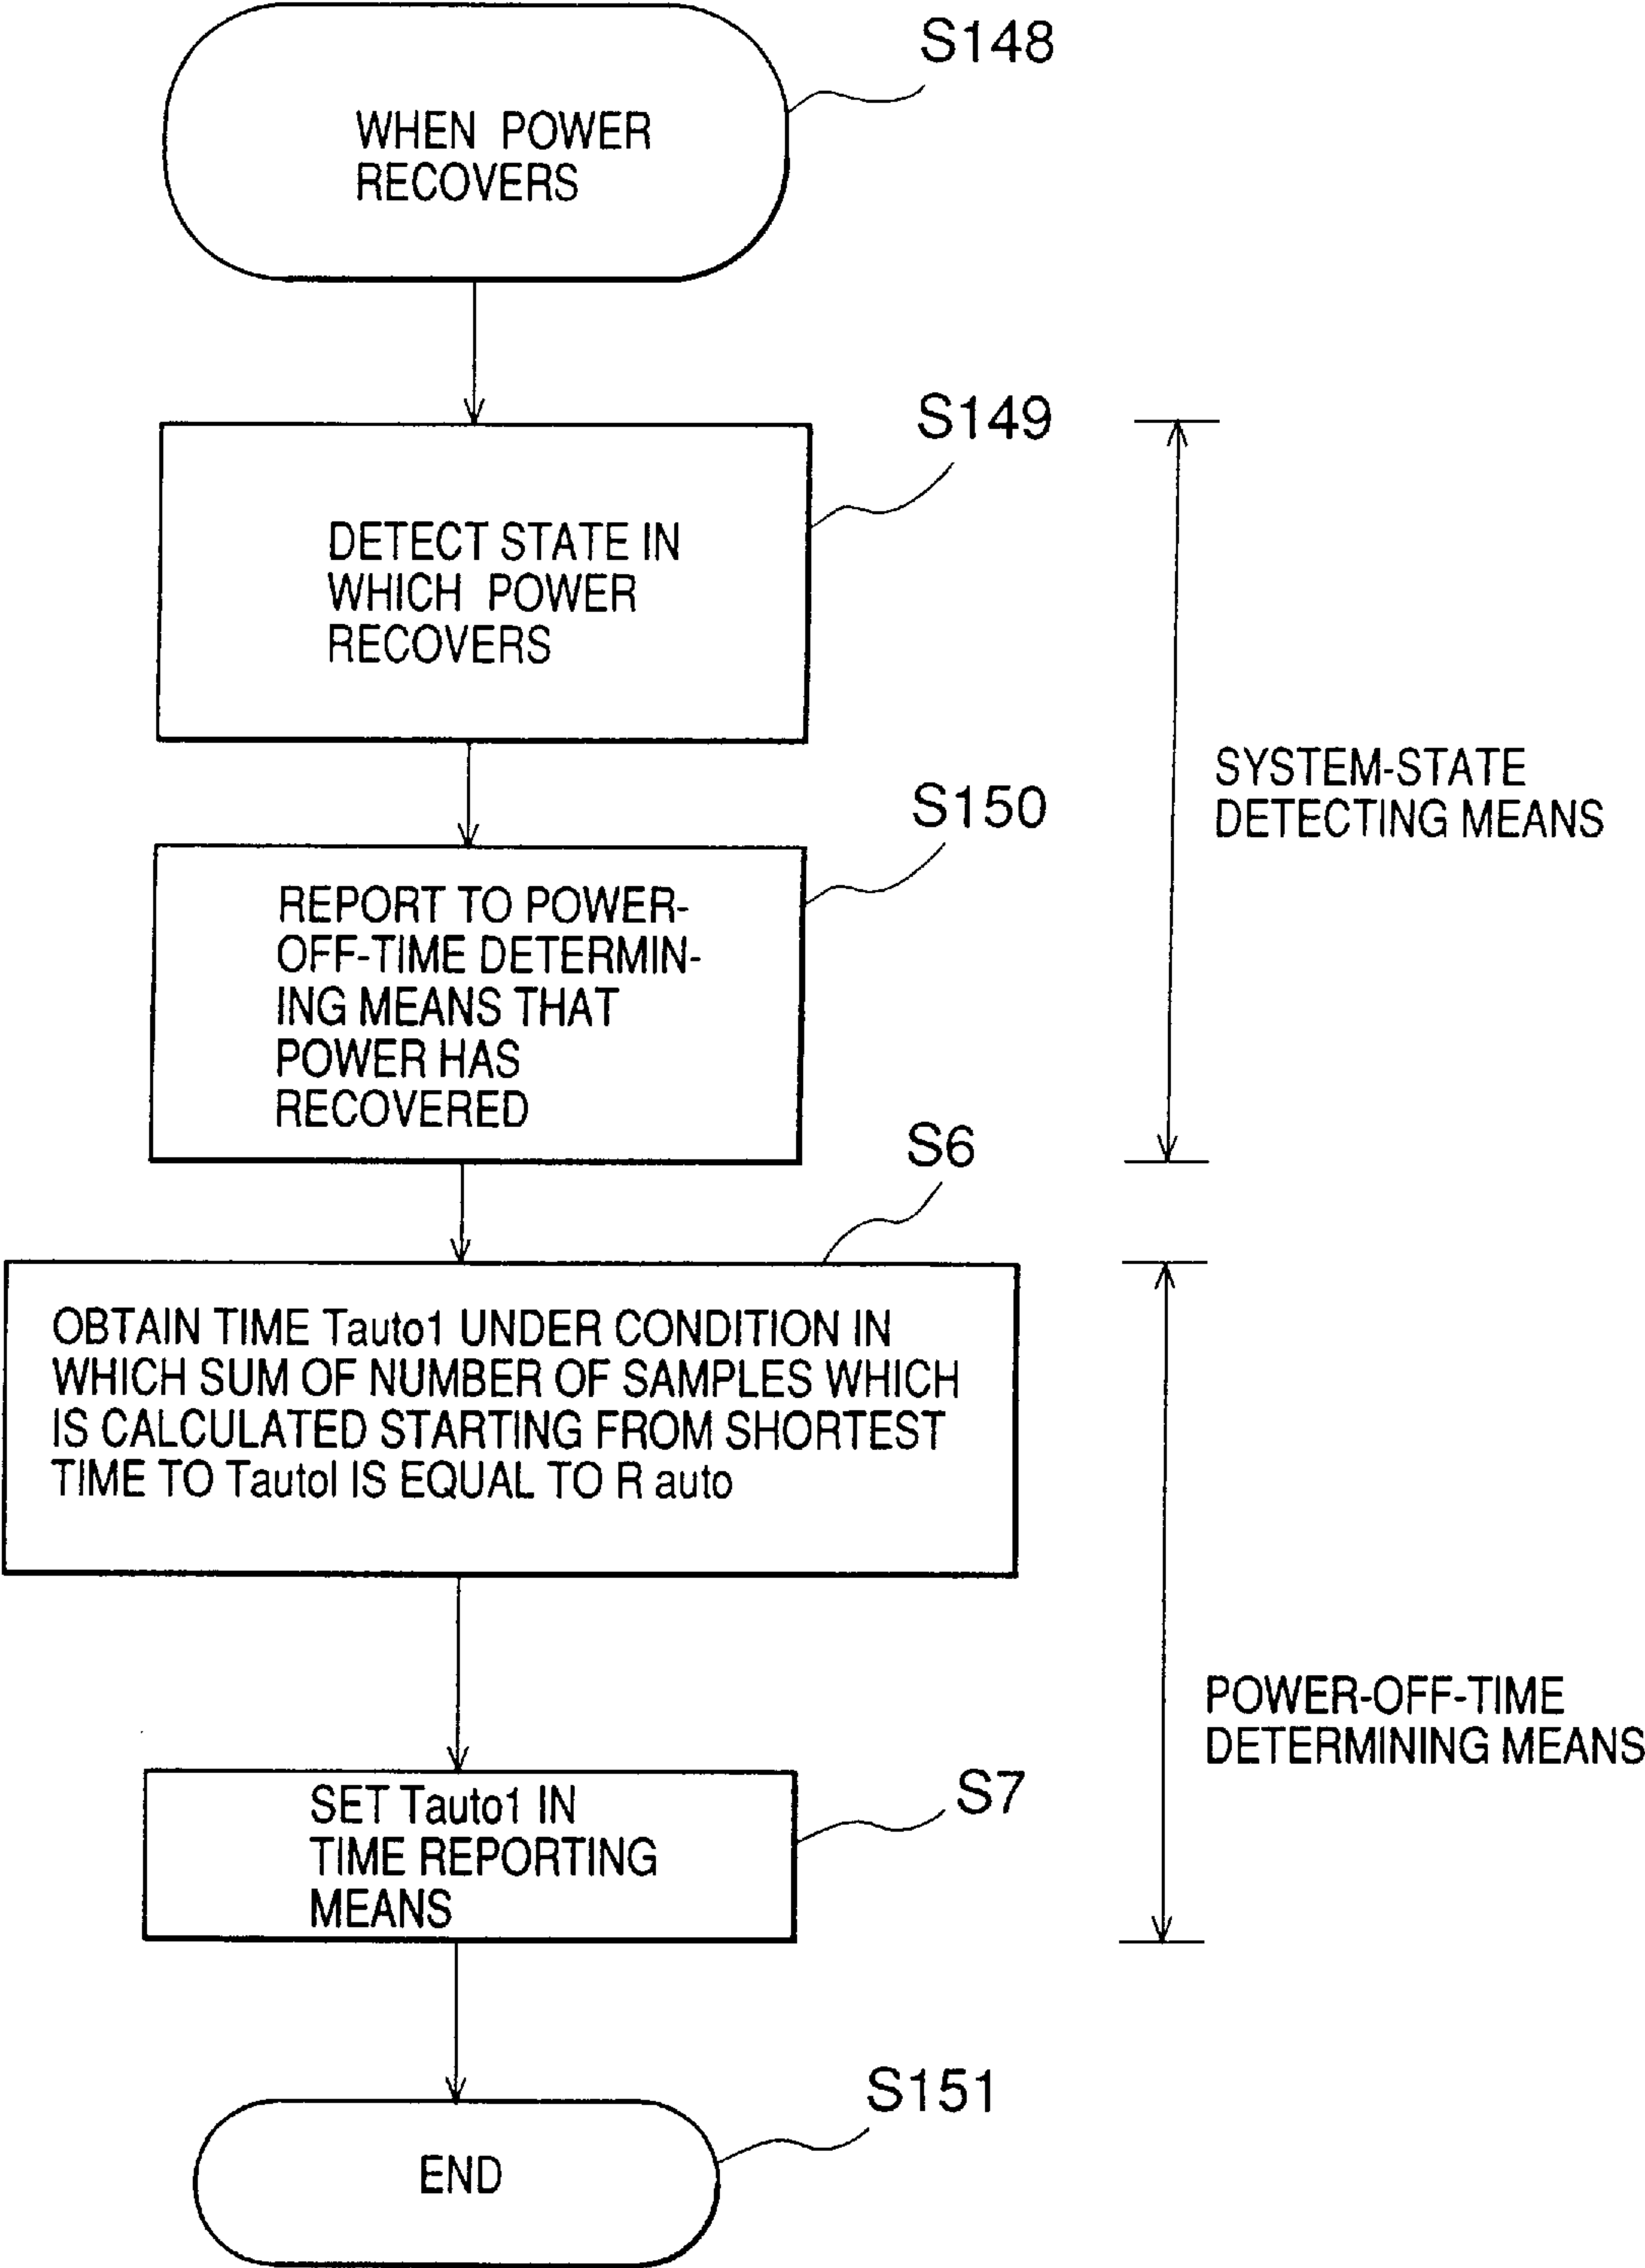 S148
WHEN POWER
RECOVERS
S149
DETECT STATE IN
WHICH POWER
RECOVERS
SYSTEM-STATE
DETECTING MEANS
S150
REPORT TO POWER-
OFF-TIME DETERMIN-
ING MEANS THAT
POWER HAS
RECOVERED
S6
OBTAIN TIME Tauto1 UNDER CONDITION IN
WHICH SUM OF NUMBER OF SAMPLES WHICH
IS CALCULATED STARTING FROM SHORTEST
TIME TO TautoI IS EQUAL TO R auto
POWER-OFF-TIME
DETERMINING MEANS
S7
SET Tauto1 IN
TIME REPORTING
MEANS
S151
END